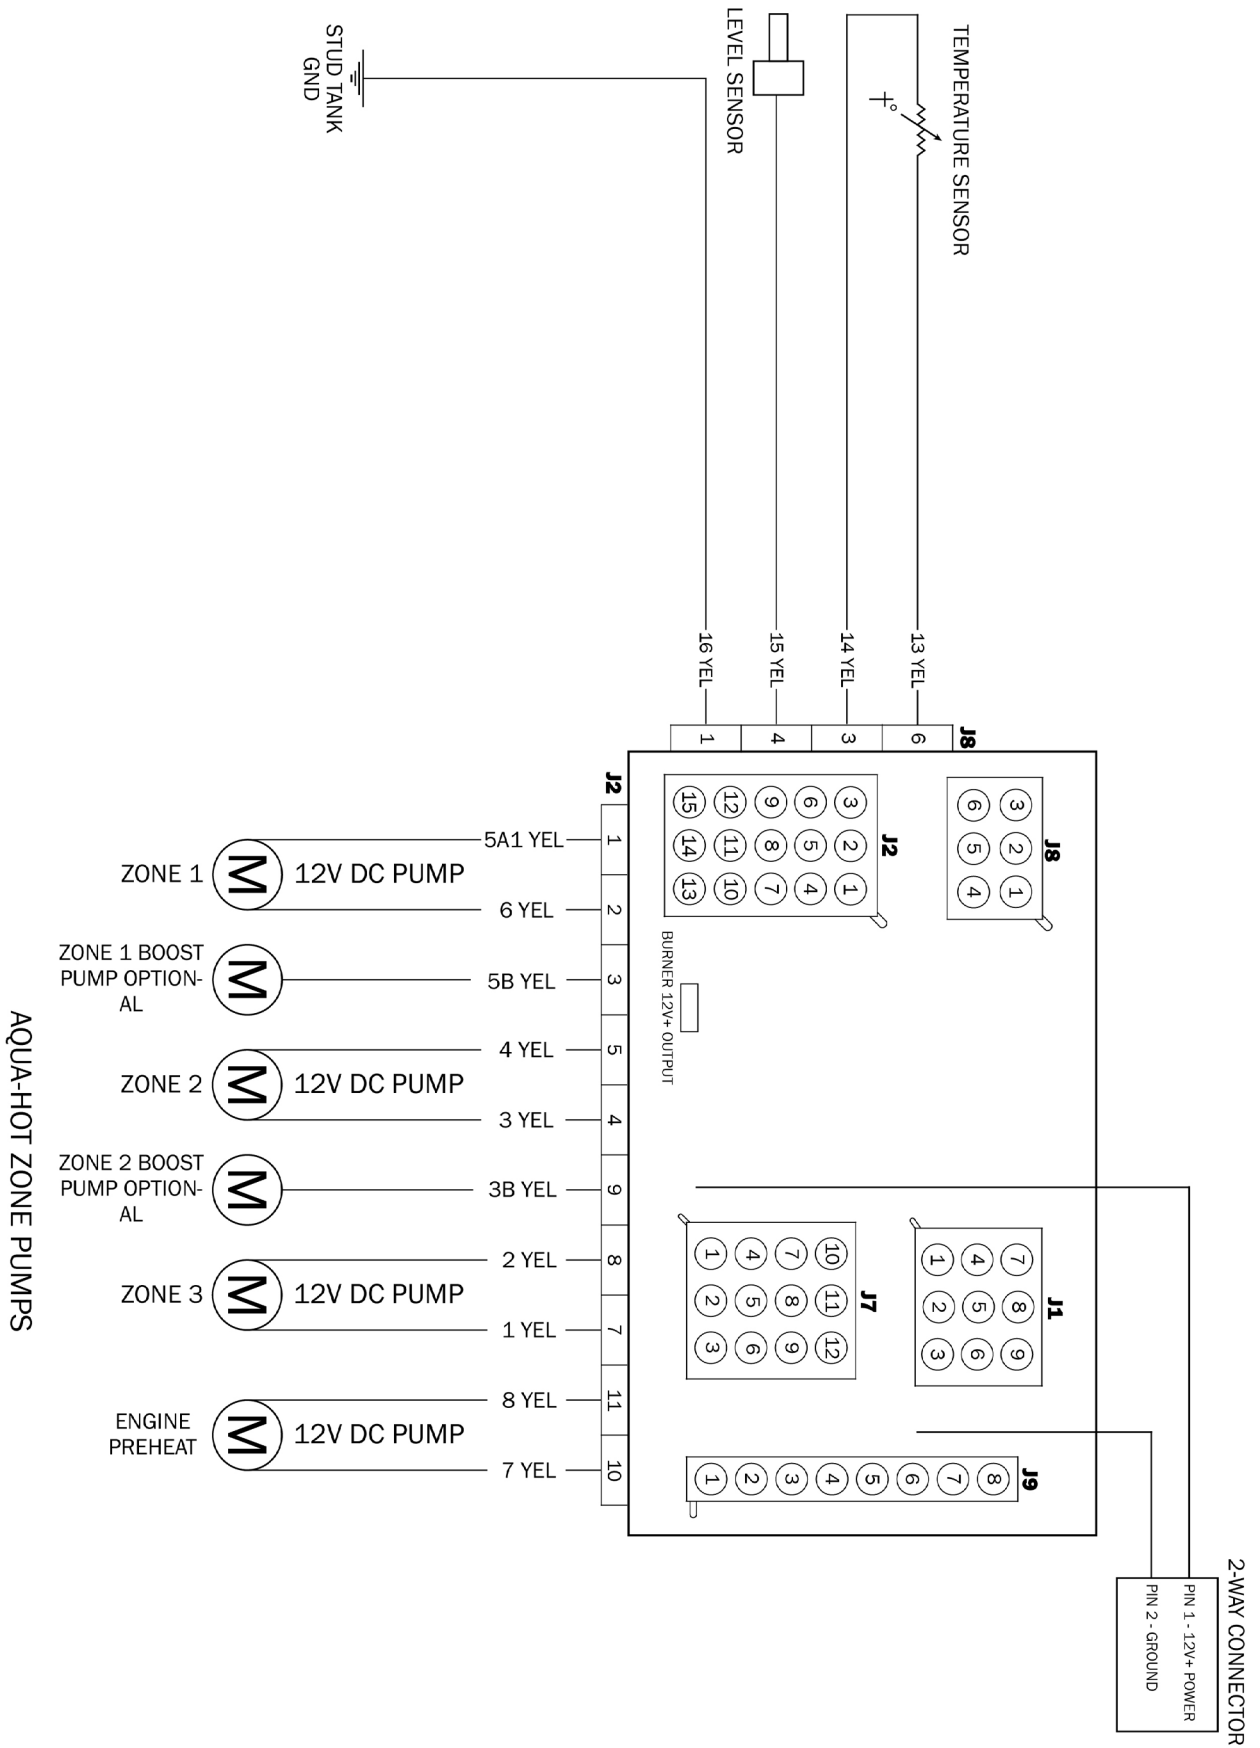 TEMPERATURE SENSOR
+°
LEVEL SENSOR
STUD TANK
GND
13 YEL
14 YEL
15 YEL
16 YEL
J8
6
3
4
1
J8
3 2 1
6 5 4
J2
3 2 1
6 5 4
9 8 7
12 11 10
15 14 13
BURNER 12V+ OUTPUT
J1
7 8 9
4 5 6
1 2 3
J7
10 11 12
7 8 9
4 5 6
1 2 3
J9
8
7
6
5
4
3
2
1
2-WAY CONNECTOR
PIN 1 - 12V+ POWER
PIN 2 - GROUND
J2
ZONE 1
M
12V DC PUMP
5A1 YEL
1
6 YEL
2
ZONE 1 BOOST
PUMP OPTION-
AL
M
5B YEL
3
ZONE 2
M
12V DC PUMP
4 YEL
5
3 YEL
4
ZONE 2 BOOST
PUMP OPTION-
AL
M
3B YEL
9
ZONE 3
M
12V DC PUMP
2 YEL
8
1 YEL
7
ENGINE
PREHEAT
M
12V DC PUMP
8 YEL
11
7 YEL
10
AQUA-HOT ZONE PUMPS